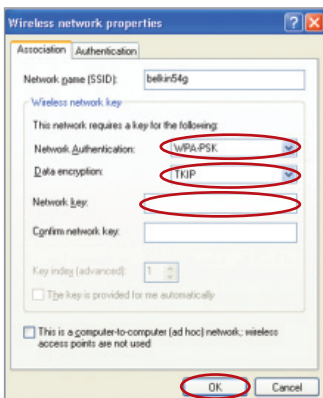 Wireless network properties
Association Authentication
Network name (SSID): belkin54g
Wireless network key
This network requires a key for the following:
Network Authentication: WPA-PSK
Data encryption: TKIP
Network key:
Confirm network key:
Key index (advanced): 1
The key is provided for me automatically
This is a computer-to-computer (ad hoc) network; wireless
access points are not used
OK Cancel